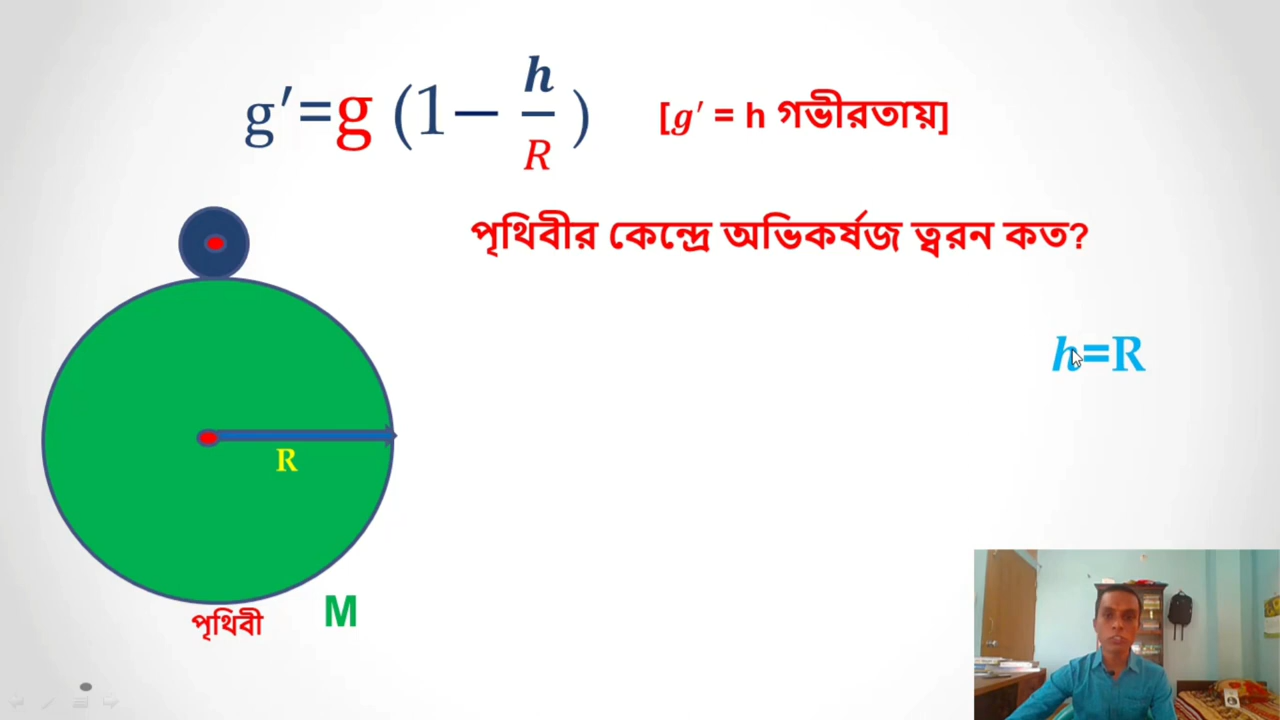 g′=g (1− h/R ) [g′ = h গভীরতায়]
পৃথিবীর কেন্দ্রে অভিকর্ষজ ত্বরন কত?
h=R
R
পৃথিবী
M